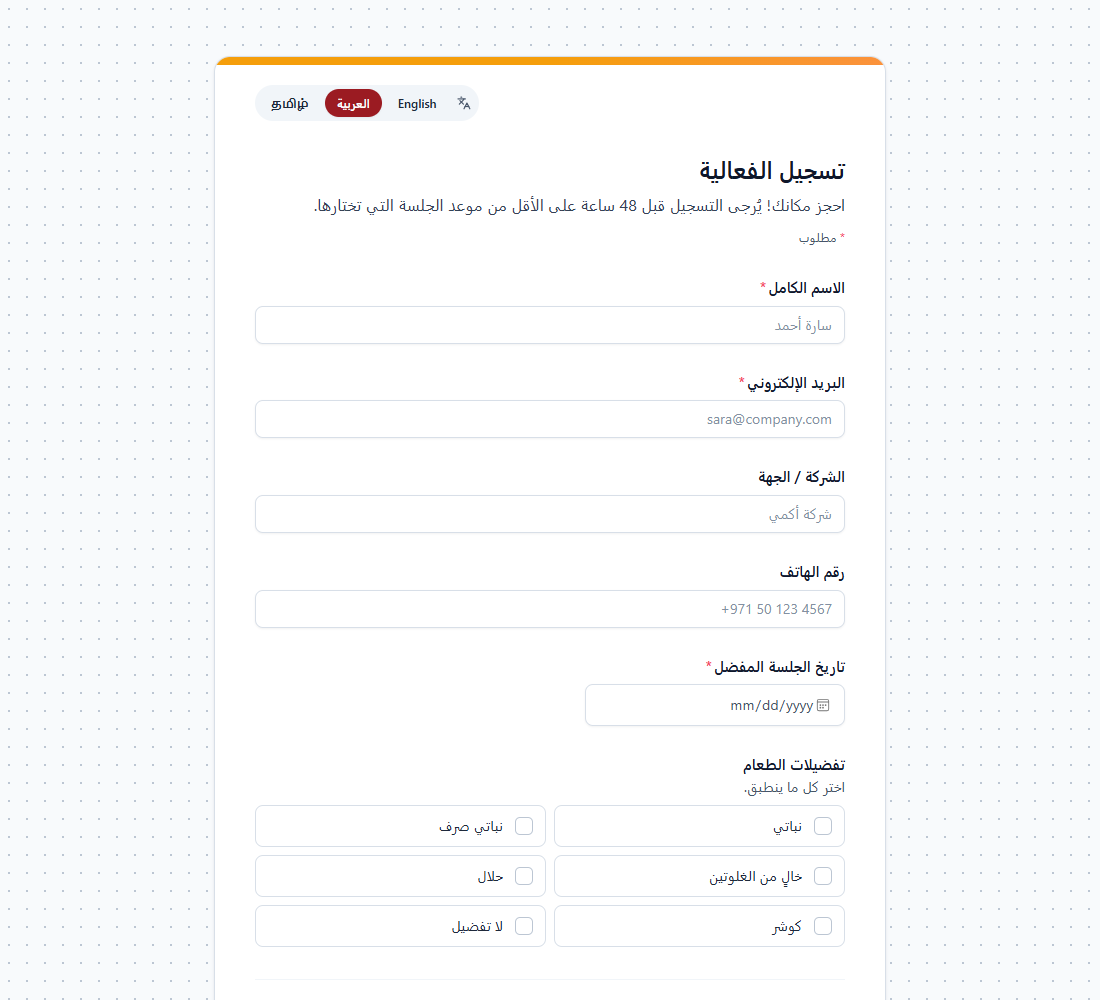 English العربية தமிழ்
تسجيل الفعالية
احجز مكانك! يُرجى التسجيل قبل 48 ساعة على الأقل من موعد الجلسة التي تختارها.
* مطلوب
الاسم الكامل *
سارة أحمد
البريد الإلكتروني *
sara@company.com
الشركة / الجهة
شركة أكمي
رقم الهاتف
+971 50 123 4567
تاريخ الجلسة المفضل *
mm/dd/yyyy
تفضيلات الطعام
اختر كل ما ينطبق.
نباتي
نباتي صرف
خالٍ من الغلوتين
حلال
كوشر
لا تفضيل